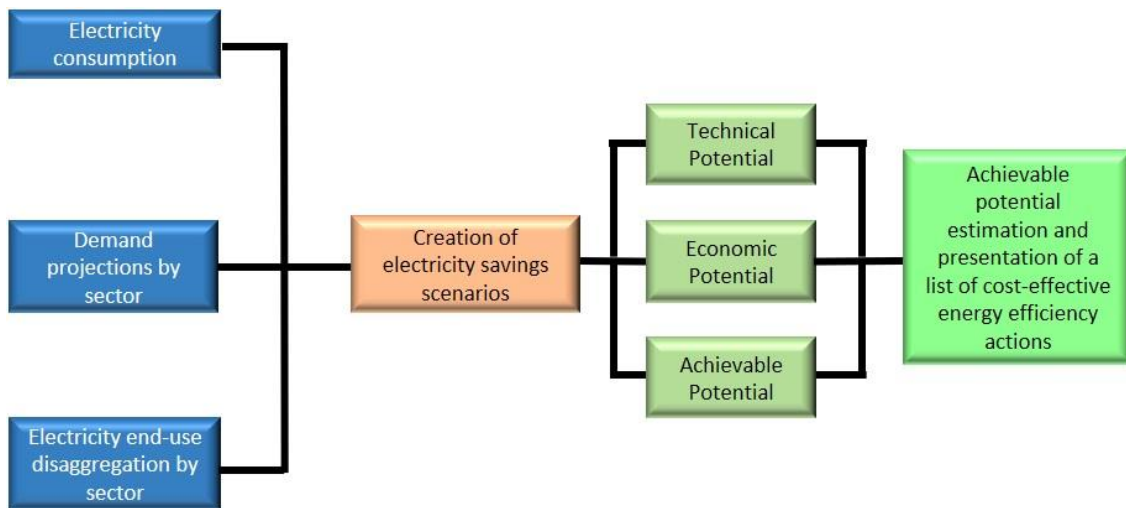 Electricity
consumption
Demand
projections by
sector
Electricity end-use
disaggregation by
sector
Creation of
electricity savings
scenarios
Technical
Potential
Economic
Potential
Achievable
Potential
Achievable
potential
estimation and
presentation of a
list of cost-effective
energy efficiency
actions